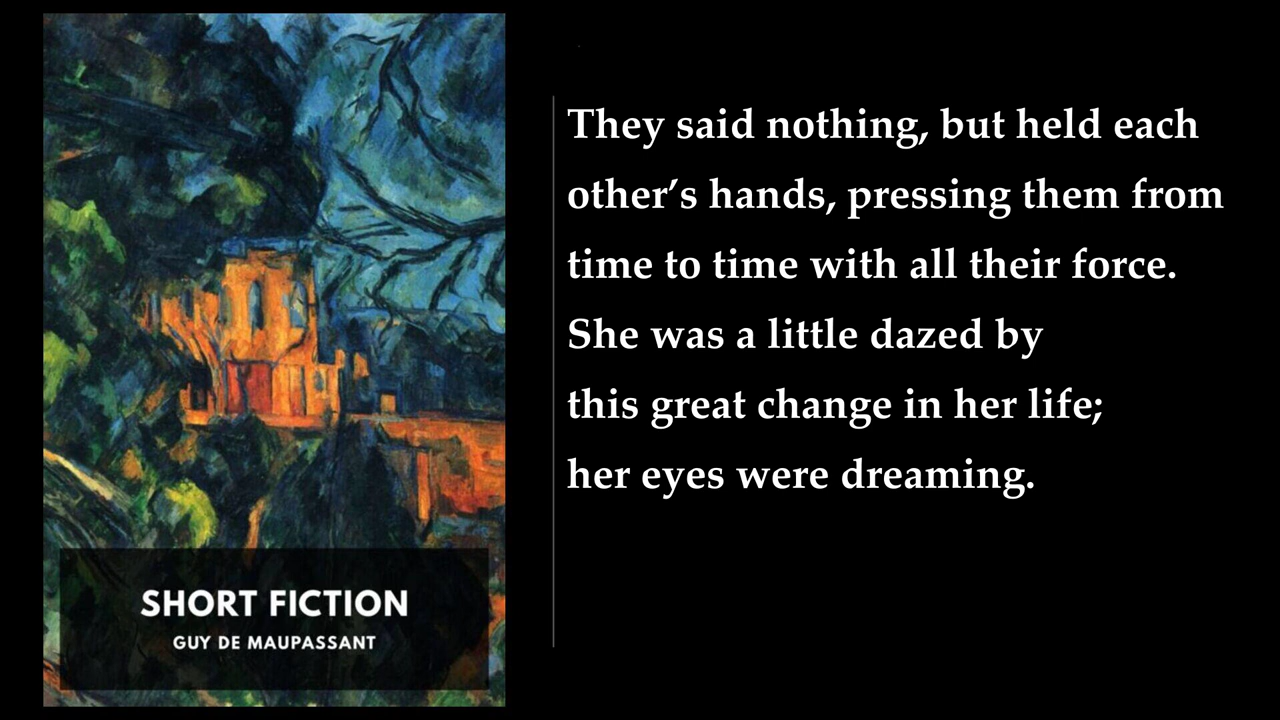 They said nothing, but held each
other’s hands, pressing them from
time to time with all their force.
She was a little dazed by
this great change in her life;
her eyes were dreaming.
SHORT FICTION
GUY DE MAUPASSANT